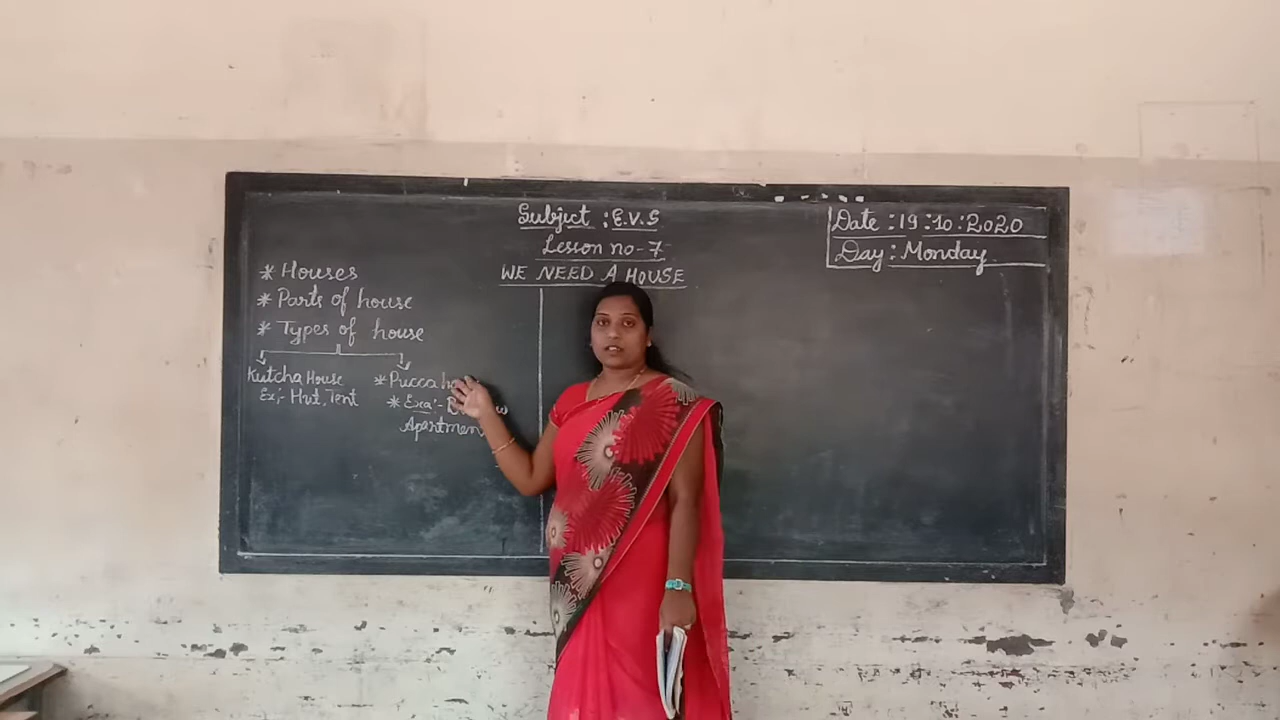 Subject : E.V.S
Lesson no-7
WE NEED A HOUSE
Date : 19 : 10 : 2020
Day : Monday
* Houses
* Parts of house
* Types of house
Kutcha House
Ex;- Hut, Tent
* Pucca
* Exa:-